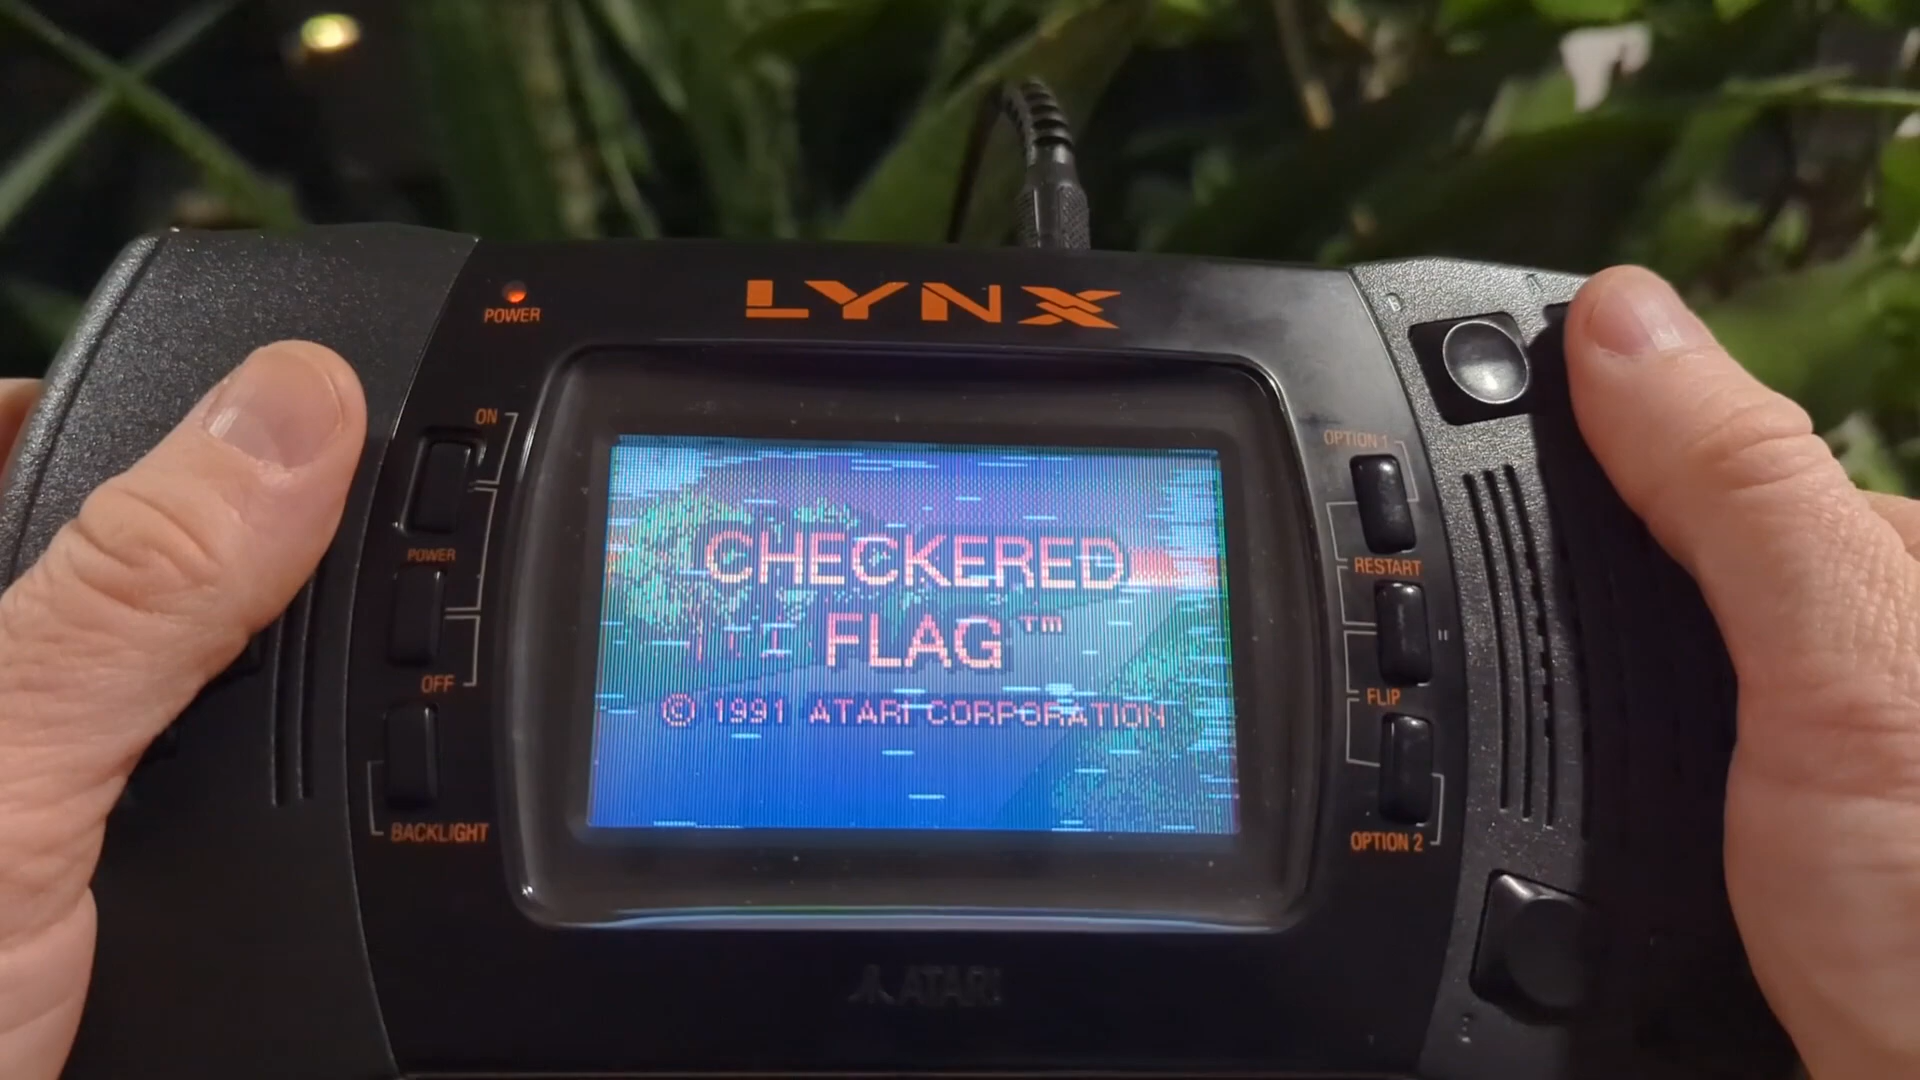 LYNX
POWER
ON
POWER
OFF
BACKLIGHT
CHECKERED
FLAG™
© 1991 ATARI CORPORATION
OPTION 1
RESTART
FLIP
OPTION 2
B
ATARI